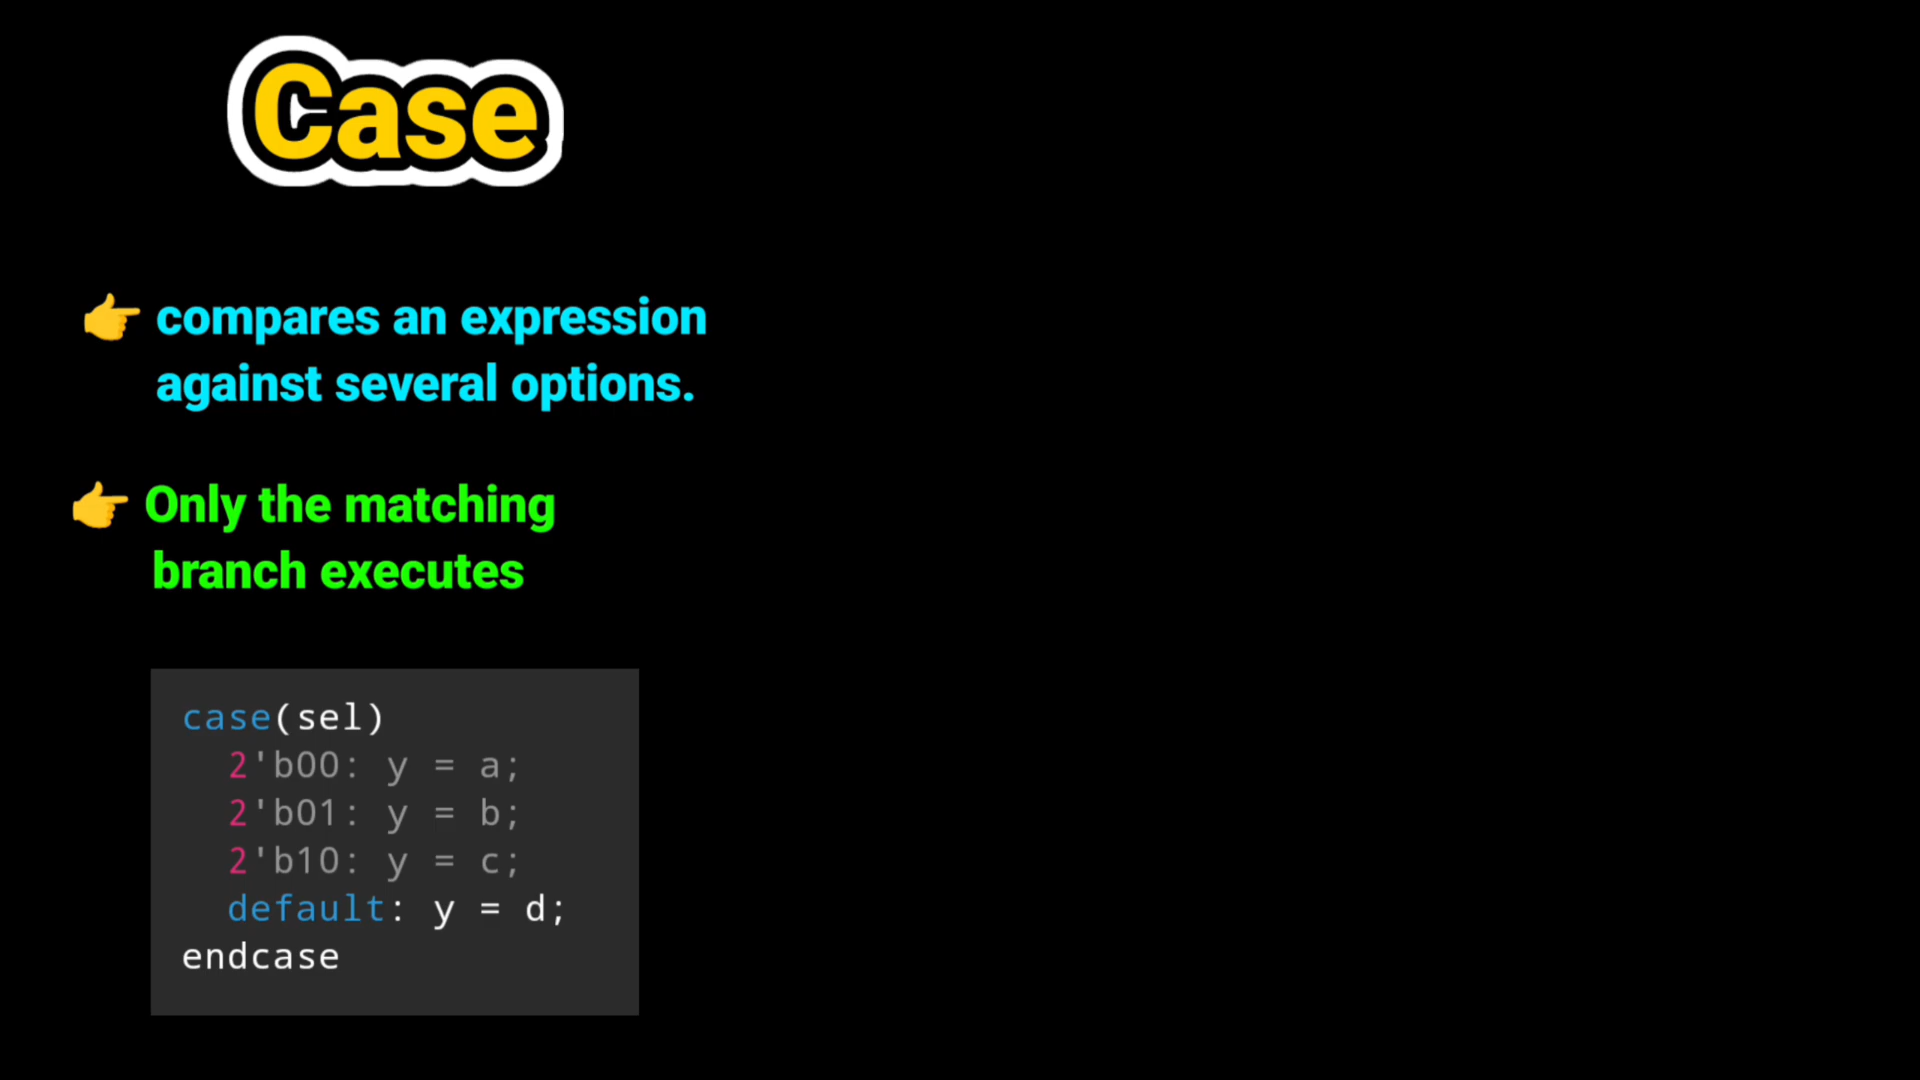 Case
👉 compares an expression
against several options.
👉 Only the matching
branch executes
case(sel)
  2'b00: y = a;
  2'b01: y = b;
  2'b10: y = c;
  default: y = d;
endcase